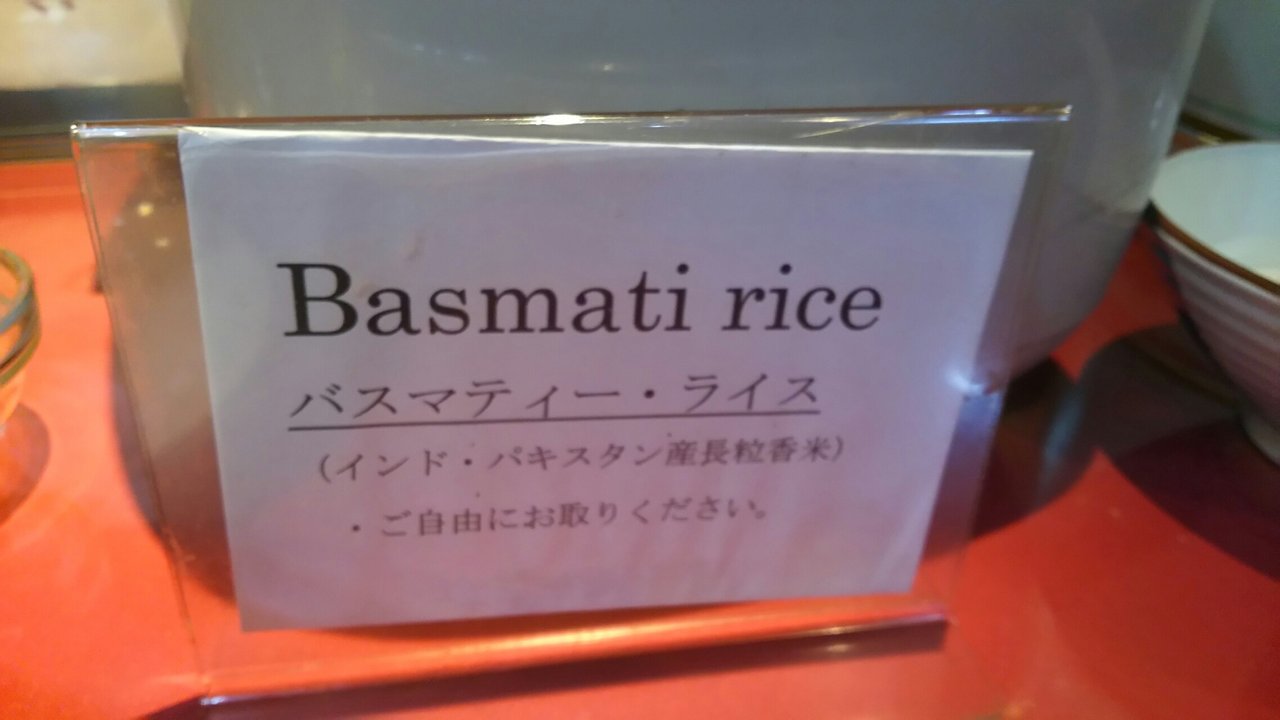 Basmati rice
バスマティー・ライス
（インド・パキスタン産長粒香米）
・ご自由にお取りください。